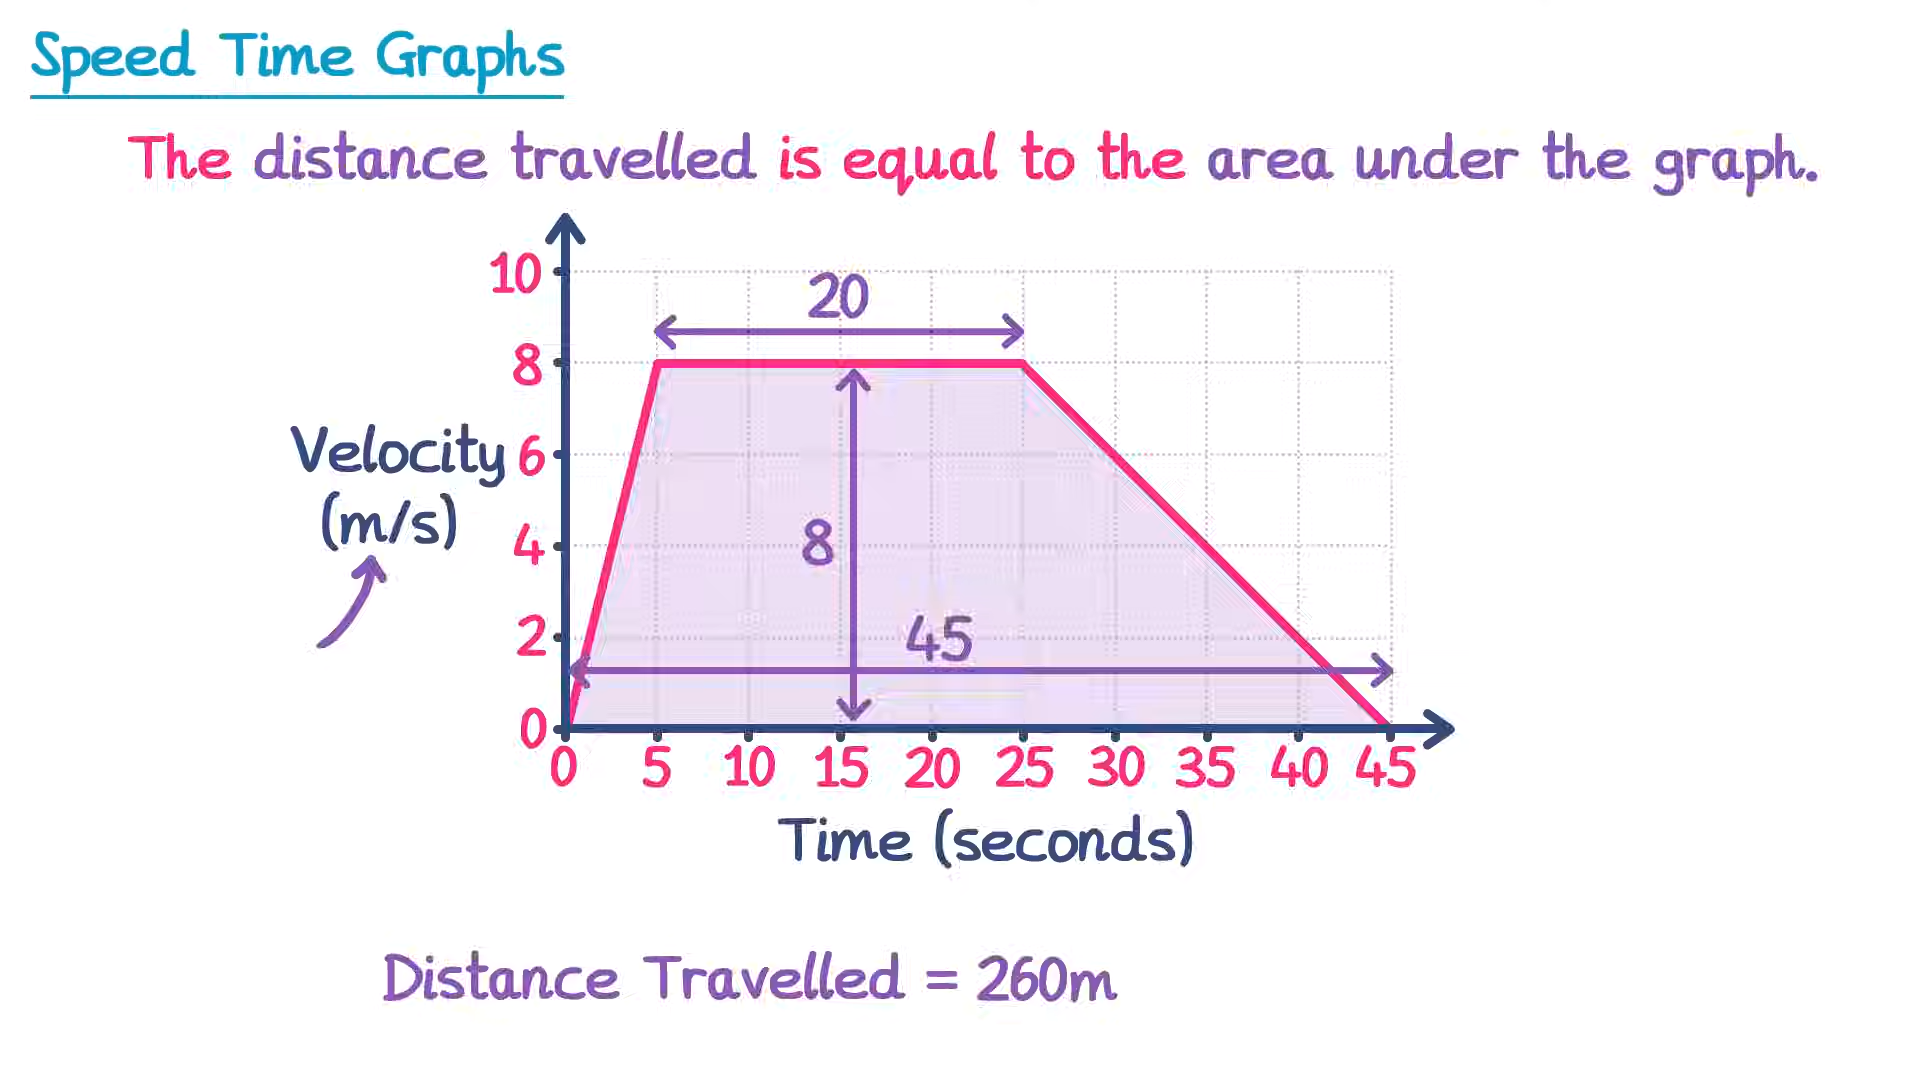 Speed Time Graphs
The distance travelled is equal to the area under the graph.
10
20
8
Velocity
(m/s)
6
8
4
45
2
0
0 5 10 15 20 25 30 35 40 45
Time (seconds)
Distance Travelled = 260m